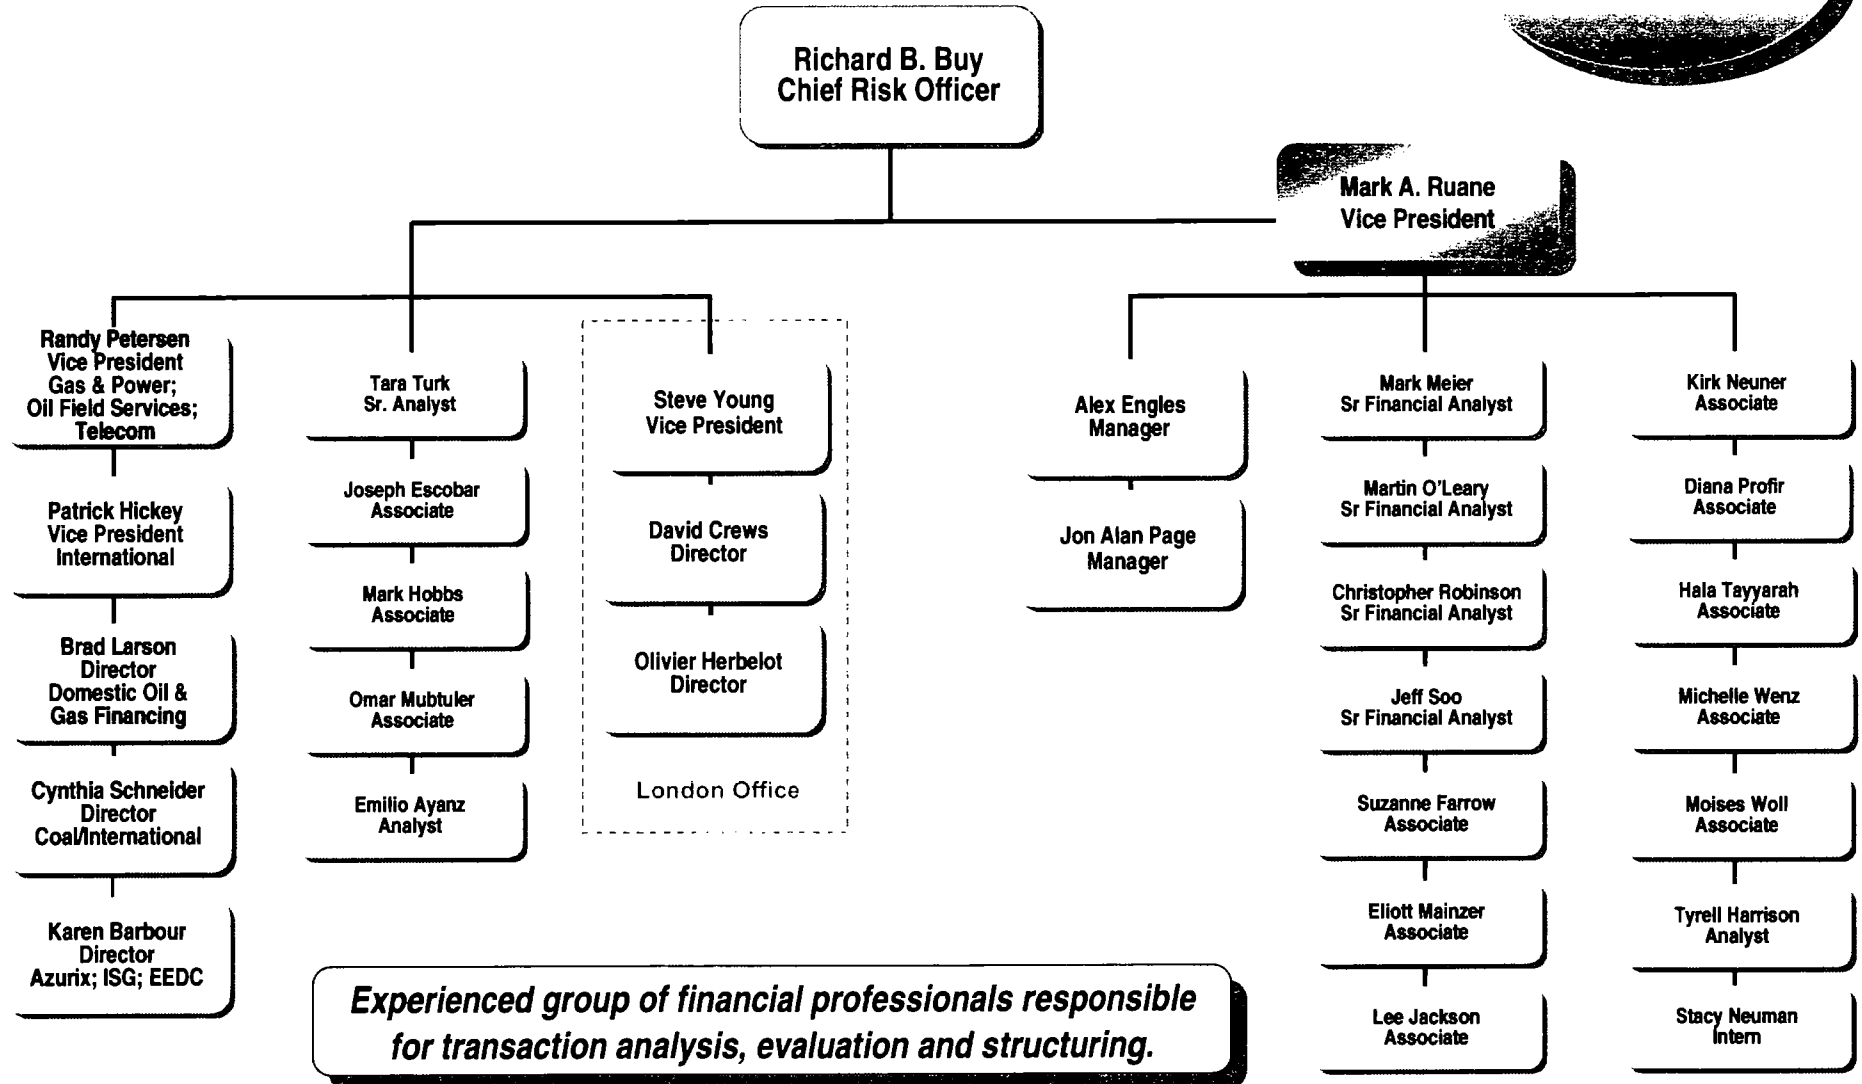 Richard B. Buy
Chief Risk Officer
Mark A. Ruane
Vice President
Randy Petersen
Vice President
Gas & Power;
Oil Field Services;
Telecom
Patrick Hickey
Vice President
International
Brad Larson
Director
Domestic Oil &
Gas Financing
Cynthia Schneider
Director
Coal/International
Karen Barbour
Director
Azurix; ISG; EEDC
Tara Turk
Sr. Analyst
Joseph Escobar
Associate
Mark Hobbs
Associate
Omar Mubtuler
Associate
Emilio Ayanz
Analyst
Steve Young
Vice President
David Crews
Director
Olivier Herbelot
Director
London Office
Alex Engles
Manager
Jon Alan Page
Manager
Mark Meier
Sr Financial Analyst
Martin O'Leary
Sr Financial Analyst
Christopher Robinson
Sr Financial Analyst
Jeff Soo
Sr Financial Analyst
Suzanne Farrow
Associate
Eliott Mainzer
Associate
Lee Jackson
Associate
Kirk Neuner
Associate
Diana Profir
Associate
Hala Tayyarah
Associate
Michelle Wenz
Associate
Moises Woll
Associate
Tyrell Harrison
Analyst
Stacy Neuman
Intern
Experienced group of financial professionals responsible
for transaction analysis, evaluation and structuring.